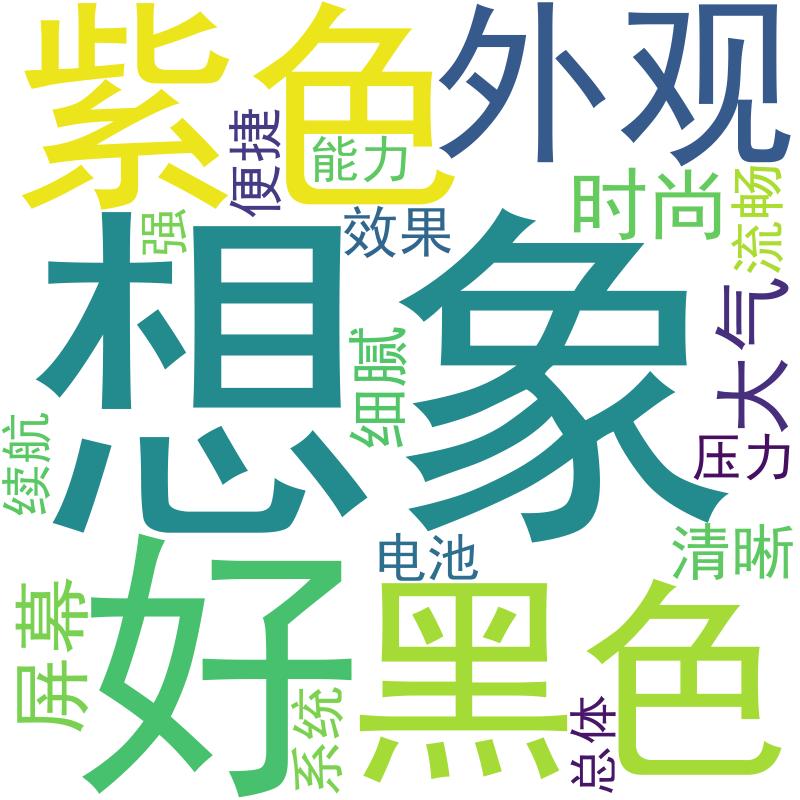 紫色
外观
便捷
能力
时尚
流畅
强
效果
想象
大气
细腻
续航
压力
好
电池
清晰
屏幕
黑色
系统
总体